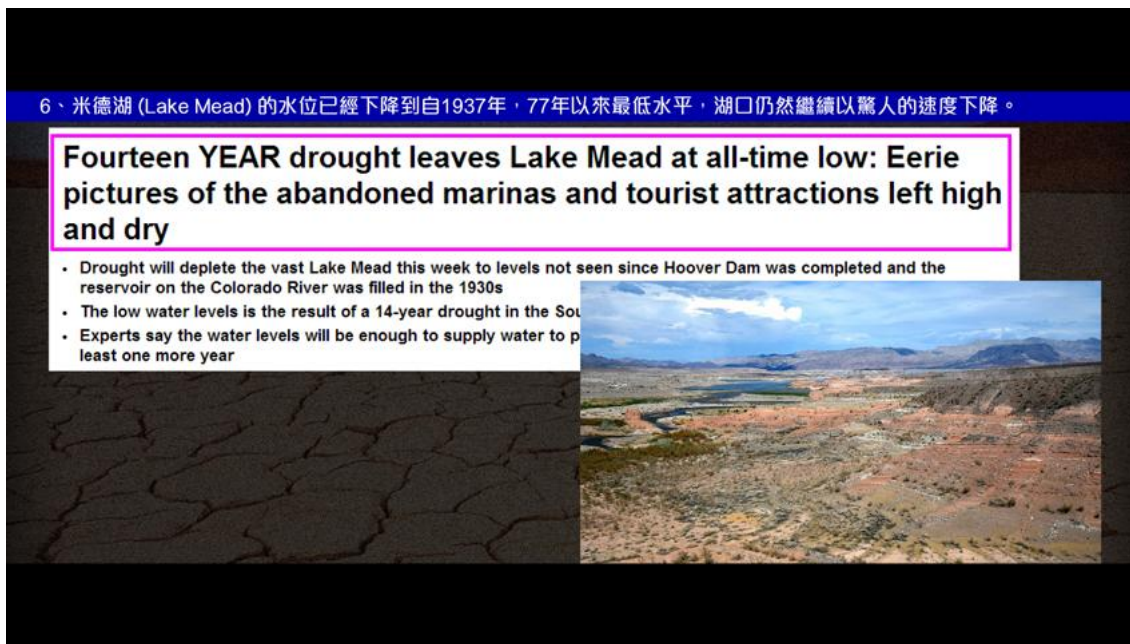 6、米德湖 (Lake Mead) 的水位已經下降到自1937年，77年以來最低水平，湖口仍然繼續以驚人的速度下降。
Fourteen YEAR drought leaves Lake Mead at all-time low: Eerie
pictures of the abandoned marinas and tourist attractions left high
and dry
• Drought will deplete the vast Lake Mead this week to levels not seen since Hoover Dam was completed and the
reservoir on the Colorado River was filled in the 1930s
• The low water levels is the result of a 14-year drought in the
• Experts say the water levels will be enough to supply water to
least one more year